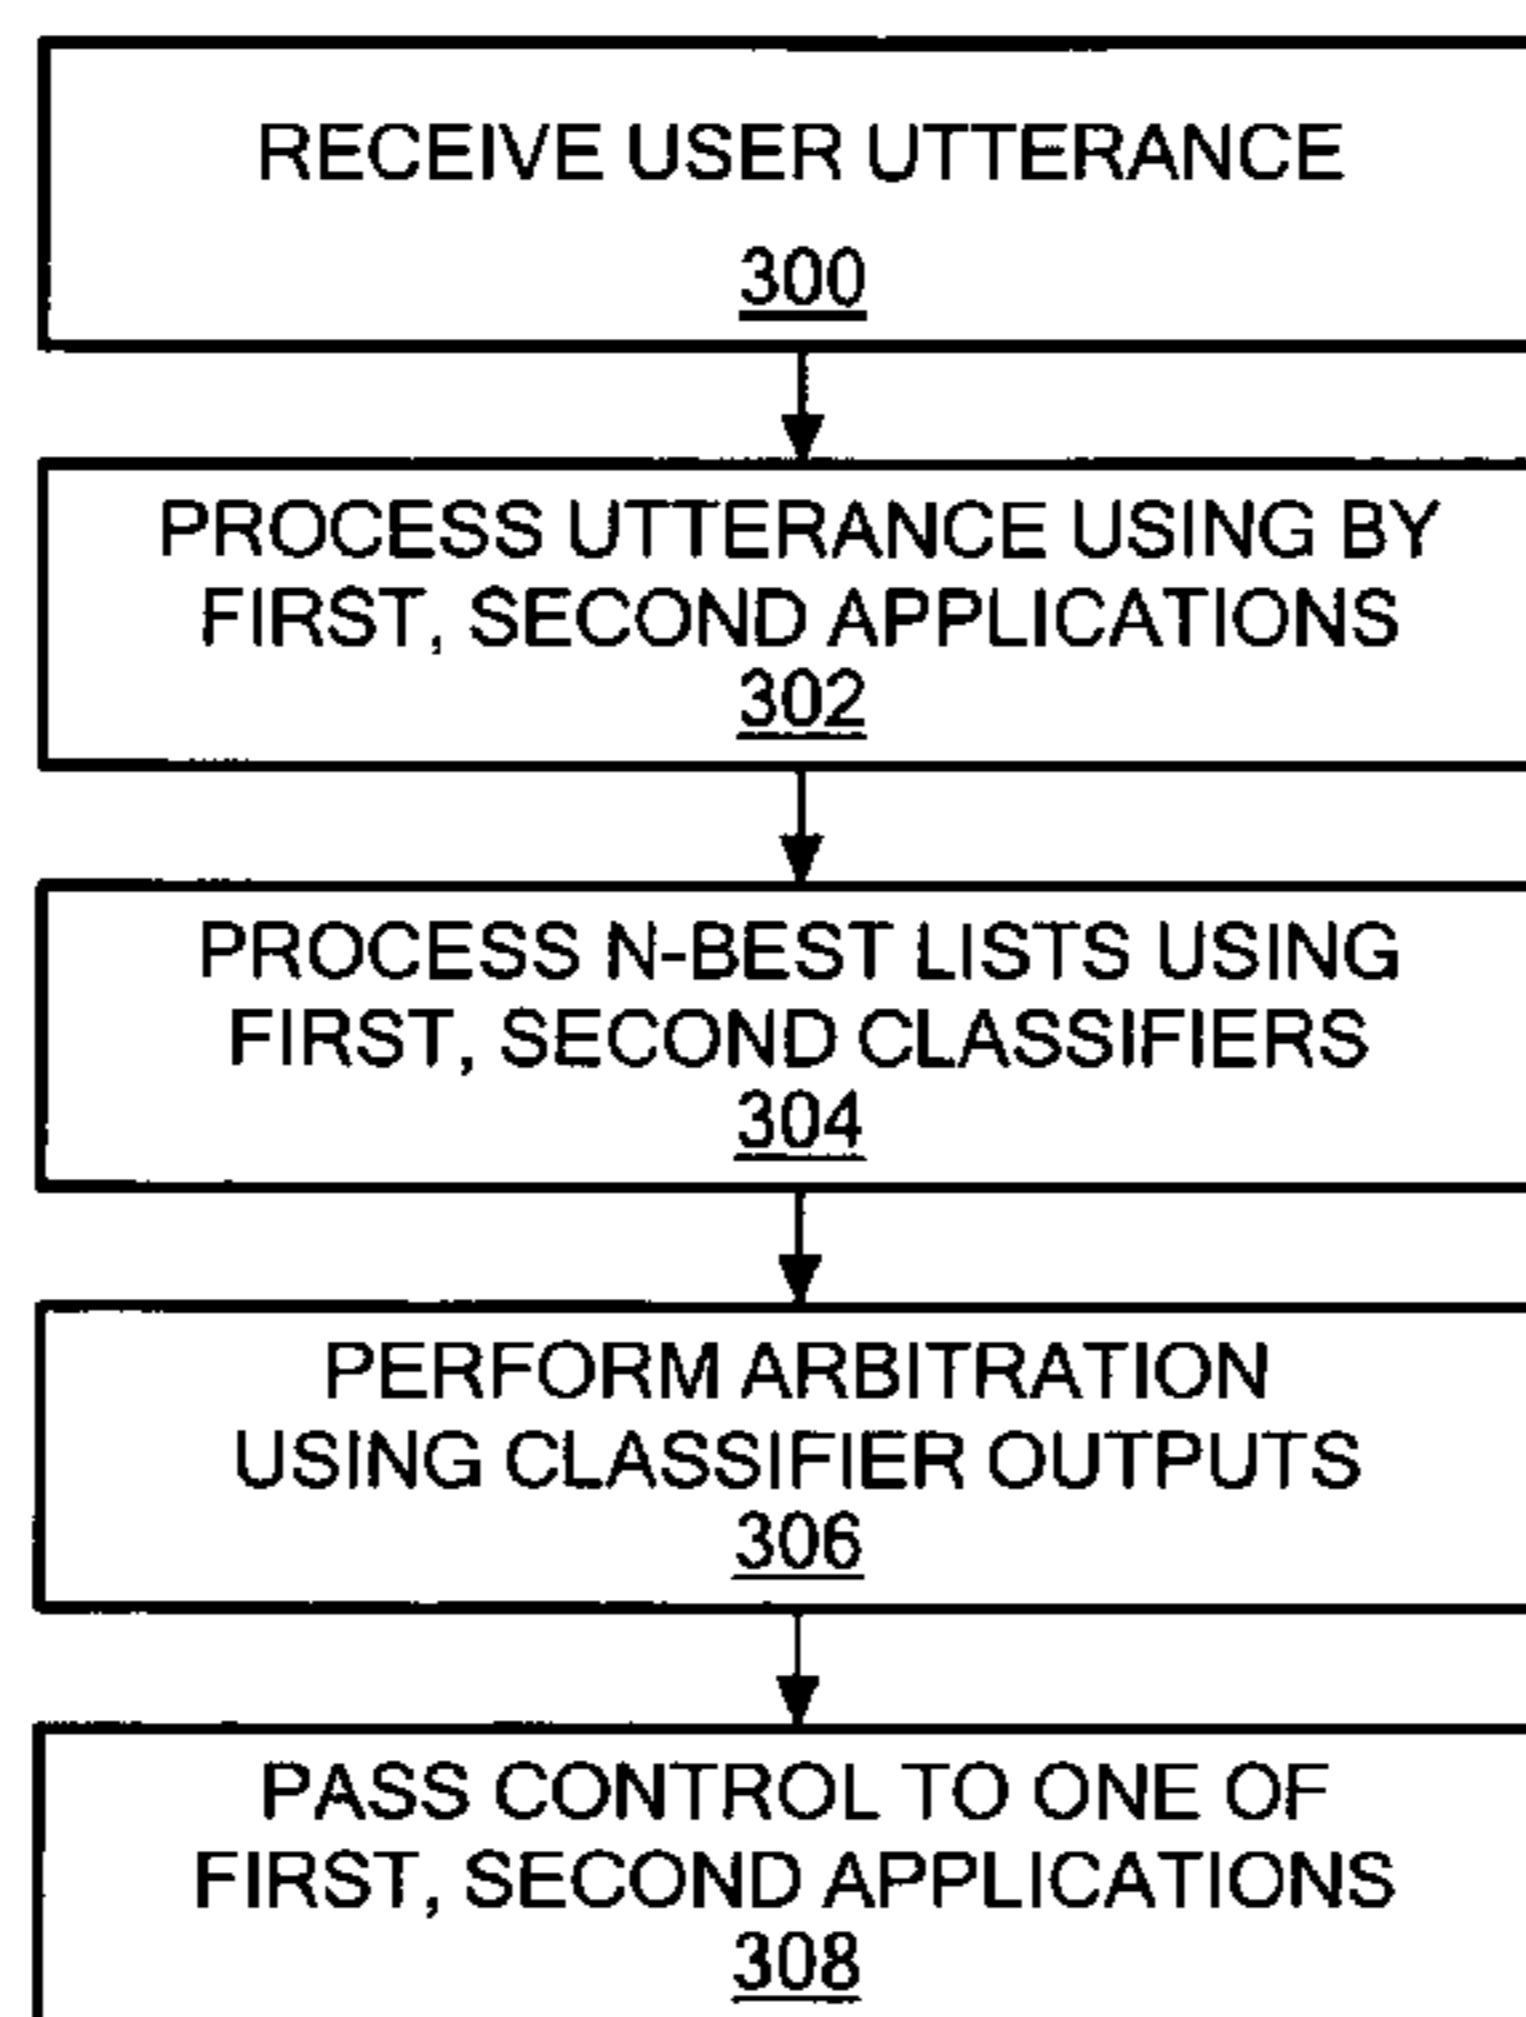 RECEIVE USER UTTERANCE
300
PROCESS UTTERANCE USING BY
FIRST, SECOND APPLICATIONS
302
PROCESS N-BEST LISTS USING
FIRST, SECOND CLASSIFIERS
304
PERFORM ARBITRATION
USING CLASSIFIER OUTPUTS
306
PASS CONTROL TO ONE OF
FIRST, SECOND APPLICATIONS
308